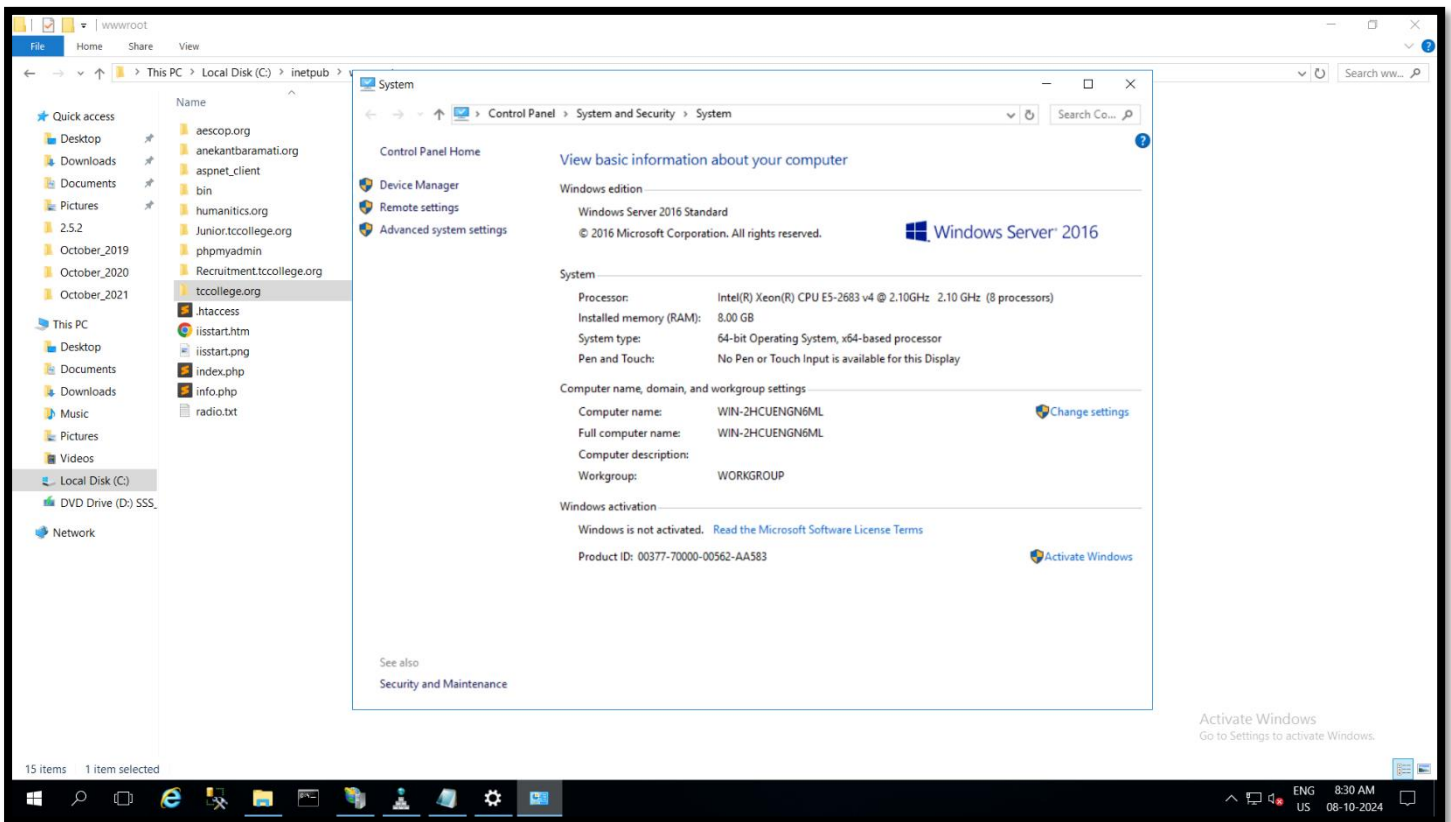 wwwroot
File Home Share View
This PC > Local Disk (C:) > inetpub >
Search ww...
Quick access
Desktop
Downloads
Documents
Pictures
2.5.2
October_2019
October_2020
October_2021
This PC
Desktop
Documents
Downloads
Music
Pictures
Videos
Local Disk (C:)
DVD Drive (D:) SSS_
Network
Name
aescop.org
anekantbaramati.org
aspnet_client
bin
humanitics.org
Junior.tccollege.org
phpmyadmin
Recruitment.tccollege.org
tccollege.org
.htaccess
iisstart.htm
iisstart.png
index.php
info.php
radio.txt
System
Control Panel > System and Security > System
Search Co...
Control Panel Home
Device Manager
Remote settings
Advanced system settings
See also
Security and Maintenance
View basic information about your computer
Windows edition
Windows Server 2016 Standard
© 2016 Microsoft Corporation. All rights reserved.
Windows Server® 2016
System
Processor: Intel(R) Xeon(R) CPU E5-2683 v4 @ 2.10GHz 2.10 GHz (8 processors)
Installed memory (RAM): 8.00 GB
System type: 64-bit Operating System, x64-based processor
Pen and Touch: No Pen or Touch Input is available for this Display
Computer name, domain, and workgroup settings
Computer name: WIN-2HCUENGN6ML
Change settings
Full computer name: WIN-2HCUENGN6ML
Computer description:
Workgroup: WORKGROUP
Windows activation
Windows is not activated. Read the Microsoft Software License Terms
Product ID: 00377-70000-00562-AA583
Activate Windows
Activate Windows
Go to Settings to activate Windows.
15 items 1 item selected
ENG
US
8:30 AM
08-10-2024